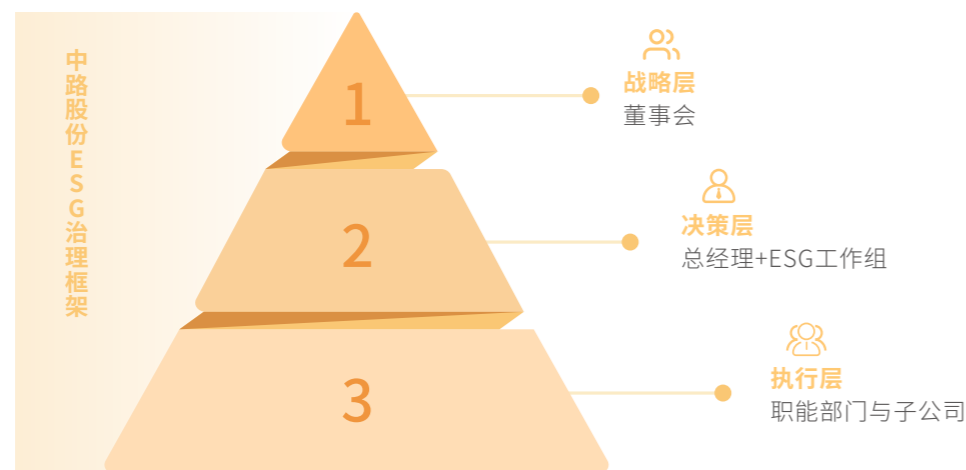 中路股份ESG治理框架
1
战略层
董事会
2
决策层
总经理+ESG工作组
3
执行层
职能部门与子公司